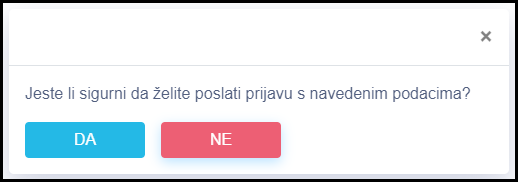 ×
Jeste li sigurni da želite poslati prijavu s navedenim podacima?
DA NE